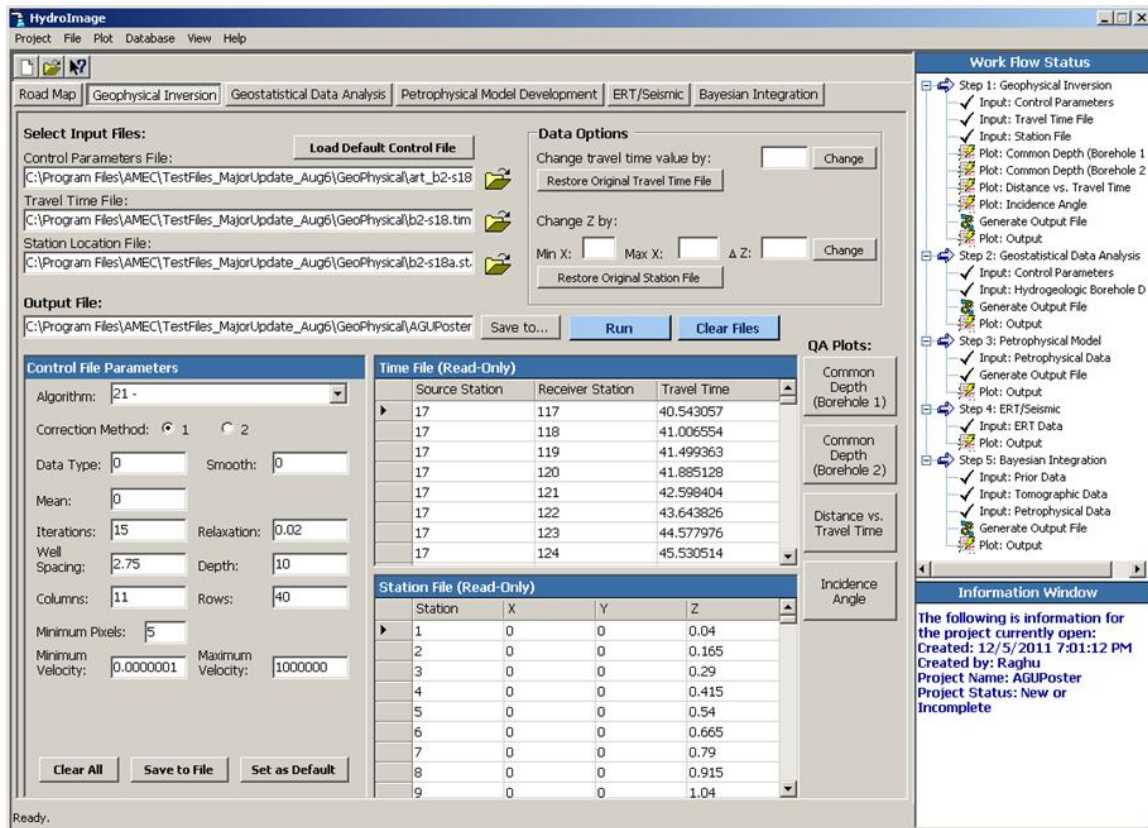 HydroImage
Project File Plot Database View Help
Road Map Geophysical Inversion Geostatistical Data Analysis Petrophysical Model Development ERT/Seismic Bayesian Integration
Select Input Files:
Load Default Control File
Control Parameters File:
C:\Program Files\AMEC\TestFiles_MajorUpdate_Aug6\GeoPhysical\art_b2-s18
Travel Time File:
C:\Program Files\AMEC\TestFiles_MajorUpdate_Aug6\GeoPhysical\b2-s18.tim
Station Location File:
C:\Program Files\AMEC\TestFiles_MajorUpdate_Aug6\GeoPhysical\b2-s18a.st
Output File:
C:\Program Files\AMEC\TestFiles_MajorUpdate_Aug6\GeoPhysical\AGUPoster
Save to... Run Clear Files
Data Options
Change travel time value by: Change
Restore Original Travel Time File
Change Z by:
Min X: Max X: Δ Z: Change
Restore Original Station File
Control File Parameters
Algorithm: 21 -
Correction Method: 1 2
Data Type: 0 Smooth: 0
Mean: 0
Iterations: 15 Relaxation: 0.02
Well Spacing: 2.75 Depth: 10
Columns: 11 Rows: 40
Minimum Pixels: 5
Minimum Velocity: 0.0000001 Maximum Velocity: 1000000
Clear All Save to File Set as Default
Time File (Read-Only)
Source Station Receiver Station Travel Time
17 117 40.543057
17 118 41.006554
17 119 41.499363
17 120 41.885128
17 121 42.598404
17 122 43.643826
17 123 44.577976
17 124 45.530514
Station File (Read-Only)
Station X Y Z
1 0 0 0.04
2 0 0 0.165
3 0 0 0.29
4 0 0 0.415
5 0 0 0.54
6 0 0 0.665
7 0 0 0.79
8 0 0 0.915
9 0 0 1.04
QA Plots:
Common Depth (Borehole 1)
Common Depth (Borehole 2)
Distance vs. Travel Time
Incidence Angle
Work Flow Status
Step 1: Geophysical Inversion
Input: Control Parameters
Input: Travel Time File
Input: Station File
Plot: Common Depth (Borehole 1
Plot: Common Depth (Borehole 2
Plot: Distance vs. Travel Time
Plot: Incidence Angle
Generate Output File
Plot: Output
Step 2: Geostatistical Data Analysis
Input: Control Parameters
Input: Hydrogeologic Borehole D
Generate Output File
Plot: Output
Step 3: Petrophysical Model
Input: Petrophysical Data
Generate Output File
Plot: Output
Step 4: ERT/Seismic
Input: ERT Data
Plot: Output
Step 5: Bayesian Integration
Input: Prior Data
Input: Tomographic Data
Input: Petrophysical Data
Generate Output File
Plot: Output
Information Window
The following is information for
the project currently open:
Created: 12/5/2011 7:01:12 PM
Created by: Raghu
Project Name: AGUPoster
Project Status: New or
Incomplete
Ready.